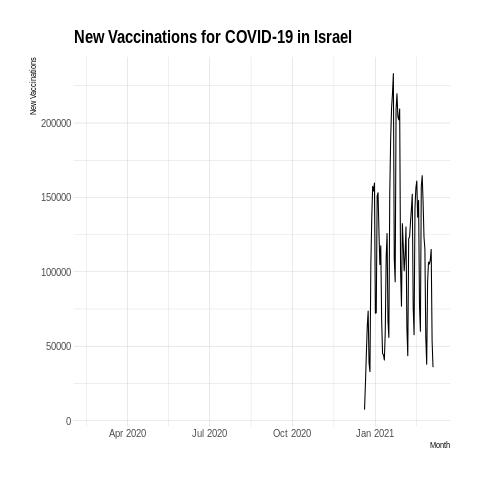 New Vaccinations for COVID-19 in Israel
New Vaccinations
200000
150000
100000
50000
0
Apr 2020 Jul 2020 Oct 2020 Jan 2021
Month